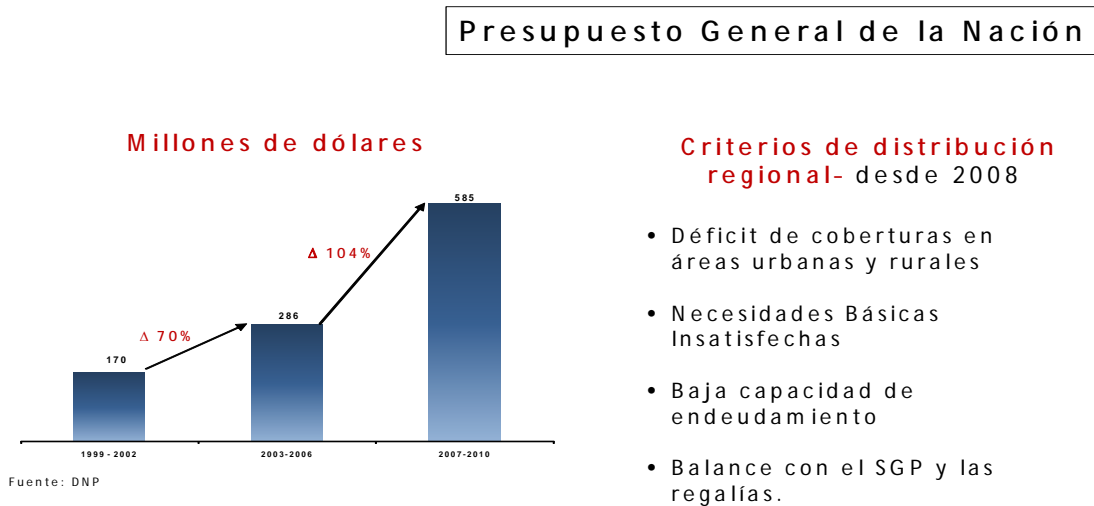 Presupuesto General de la Nación
Millones de dólares
585
Δ 104%
286
Δ 70%
170
1999 - 2002
2003-2006
2007-2010
Fuente: DNP
Criterios de distribución
regional- desde 2008
• Déficit de coberturas en
áreas urbanas y rurales
• Necesidades Básicas
Insatisfechas
• Baja capacidad de
endeudamiento
• Balance con el SGP y las
regalías.